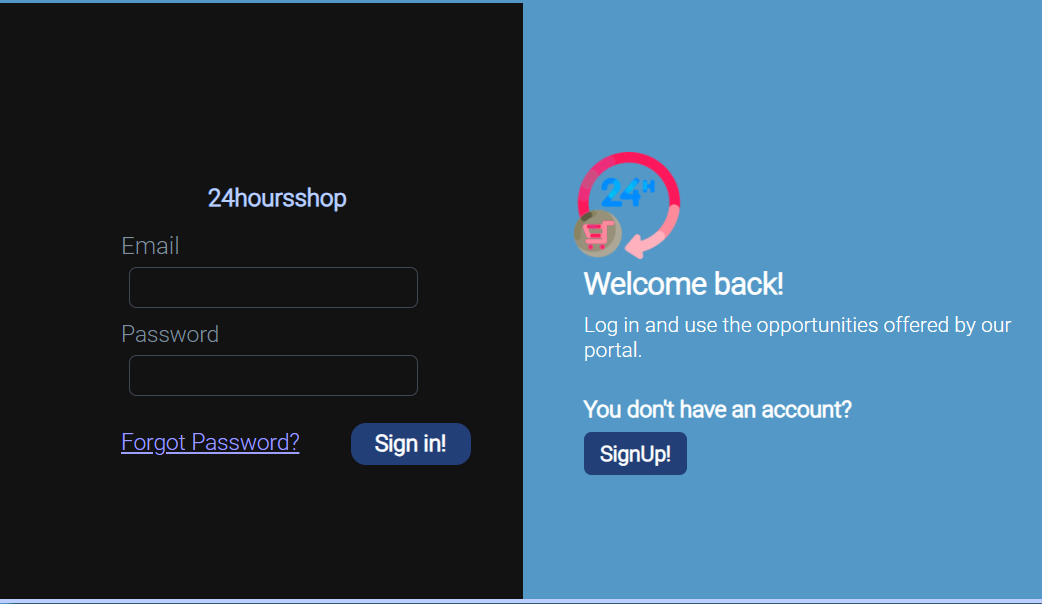 24hoursshop
Email
Password
Forgot Password?
Sign in!
24H
Welcome back!
Log in and use the opportunities offered by our
portal.
You don't have an account?
SignUp!